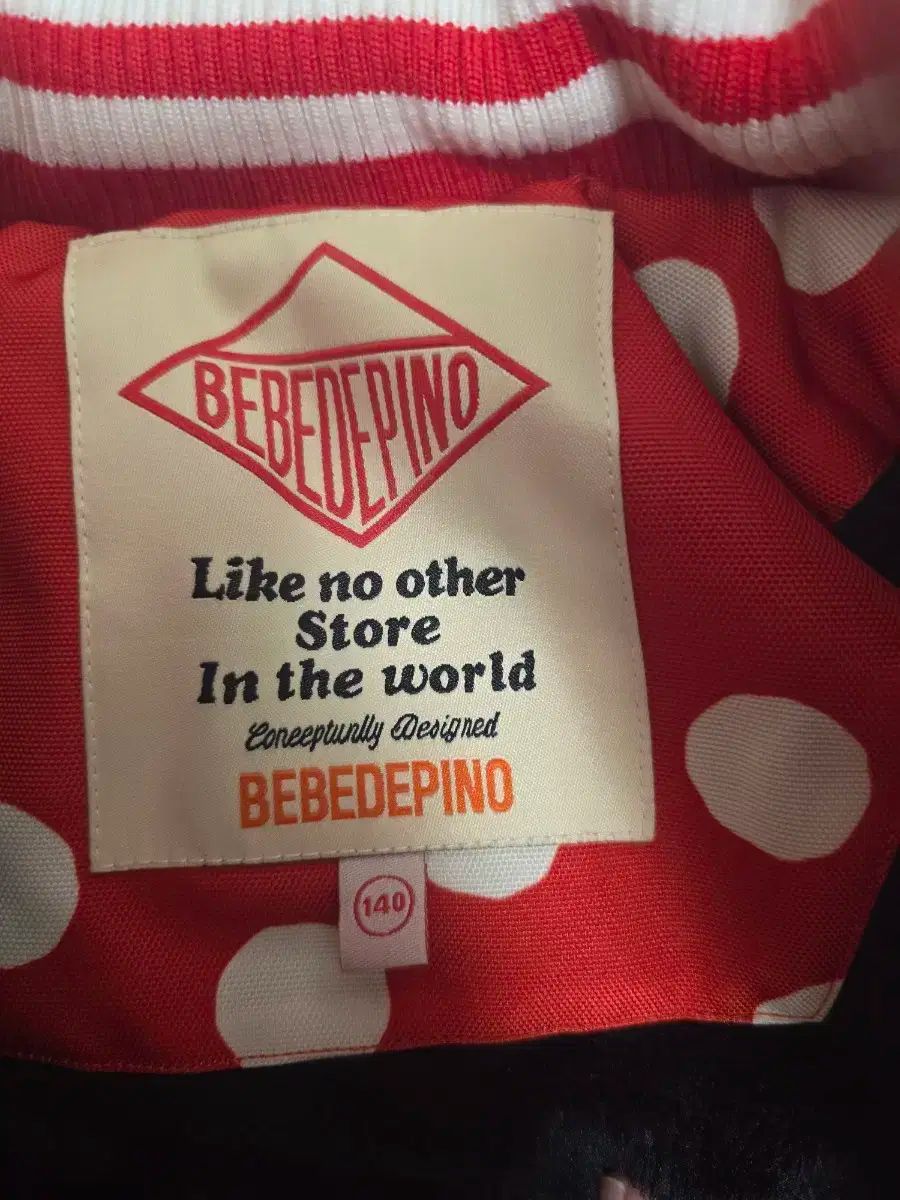 BEBEDEPINO
Like no other
Store
In the world
Conceptunlly Designed
BEBEDEPINO
140